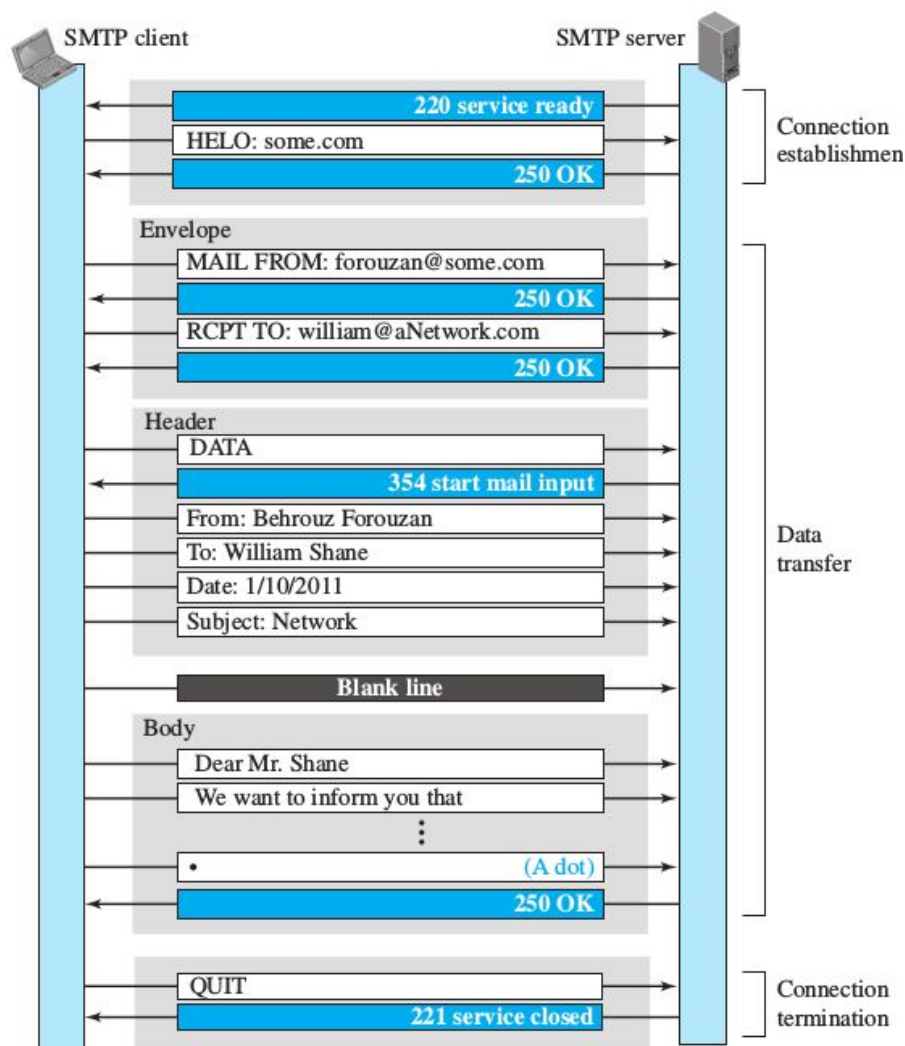 SMTP client
SMTP server
220 service ready
HELO: some.com
250 OK
Connection
establishmen
Envelope
MAIL FROM: forouzan@some.com
250 OK
RCPT TO: william@aNetwork.com
250 OK
Header
DATA
354 start mail input
From: Behrouz Forouzan
To: William Shane
Date: 1/10/2011
Subject: Network
Data
transfer
Blank line
Body
Dear Mr. Shane
We want to inform you that
⋮
• (A dot)
250 OK
QUIT
221 service closed
Connection
termination